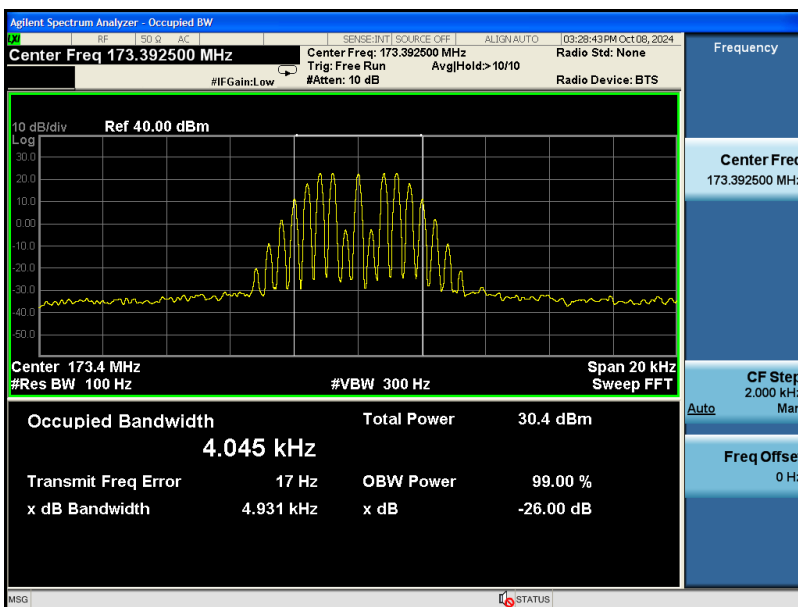 Agilent Spectrum Analyzer - Occupied BW
LXI
RF 50 Ω AC SENSE:INT SOURCE OFF ALIGN AUTO 03:28:43 PM Oct 08, 2024
Center Freq 173.392500 MHz
Center Freq: 173.392500 MHz
Radio Std: None
Trig: Free Run Avg|Hold:>10/10
#IFGain:Low
#Atten: 10 dB
Radio Device: BTS
10 dB/div Ref 40.00 dBm
Log
30.0
20.0
10.0
0.00
-10.0
-20.0
-30.0
-40.0
-50.0
Center 173.4 MHz Span 20 kHz
#Res BW 100 Hz #VBW 300 Hz Sweep FFT
Occupied Bandwidth Total Power 30.4 dBm
4.045 kHz
Transmit Freq Error 17 Hz OBW Power 99.00 %
x dB Bandwidth 4.931 kHz x dB -26.00 dB
MSG STATUS
Frequency
Center Freq
173.392500 MHz
CF Step
2.000 kHz
Auto Man
Freq Offset
0 Hz